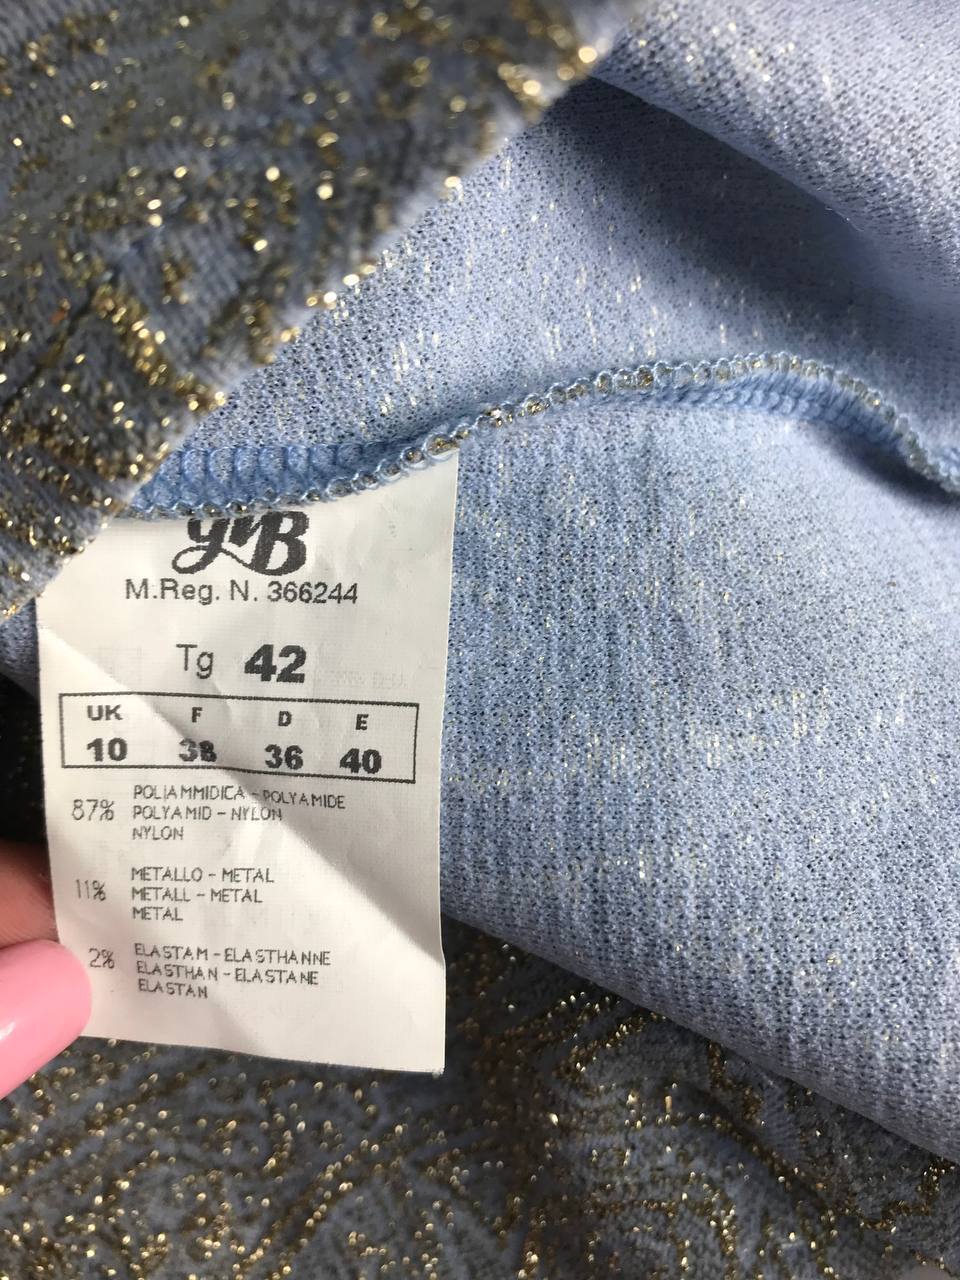 M.Reg. N. 366244
Tg 42
UK F D E
10 38 36 40
87% POLIAMMIDICA - POLYAMIDE
POLYAMID - NYLON
NYLON
11% METALLO - METAL
METALL - METAL
METAL
2% ELASTAM - ELASTHANNE
ELASTHAN - ELASTANE
ELASTAN